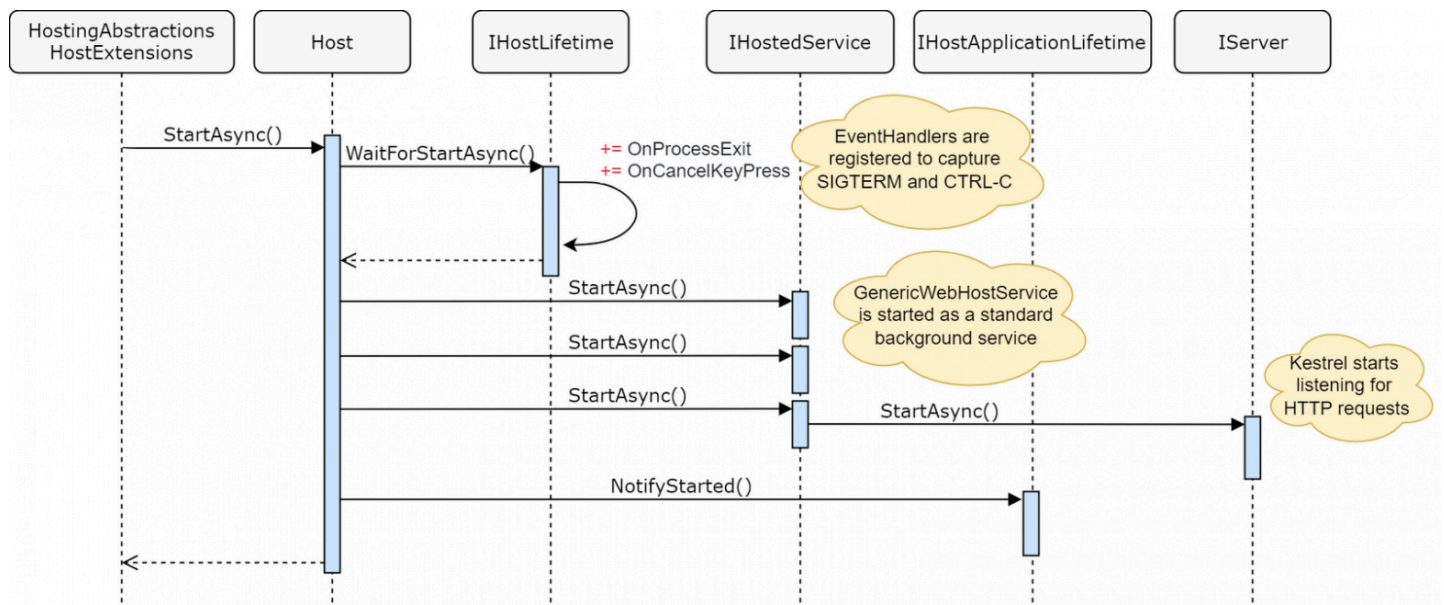 HostingAbstractions
HostExtensions
Host
IHostLifetime
IHostedService
IHostApplicationLifetime
IServer
StartAsync()
WaitForStartAsync()
+= OnProcessExit
+= OnCancelKeyPress
EventHandlers are
registered to capture
SIGTERM and CTRL-C
StartAsync()
GenericWebHostService
is started as a standard
background service
StartAsync()
StartAsync()
StartAsync()
Kestrel starts
listening for
HTTP requests
NotifyStarted()